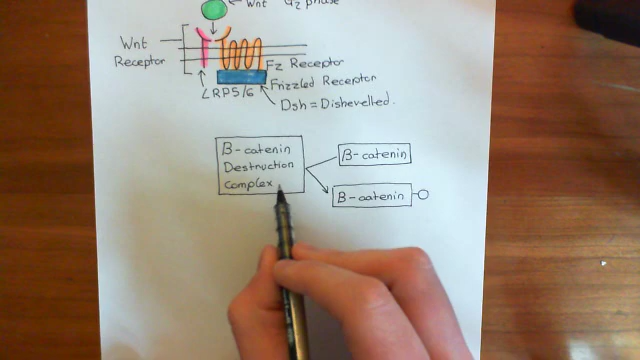 Wnt G2 phase
Wnt
Receptor
Fz Receptor
Frizzled Receptor
LRP5/6
Dsh = Dishevelled.
β-catenin
Destruction
complex
β-catenin
β-catenin